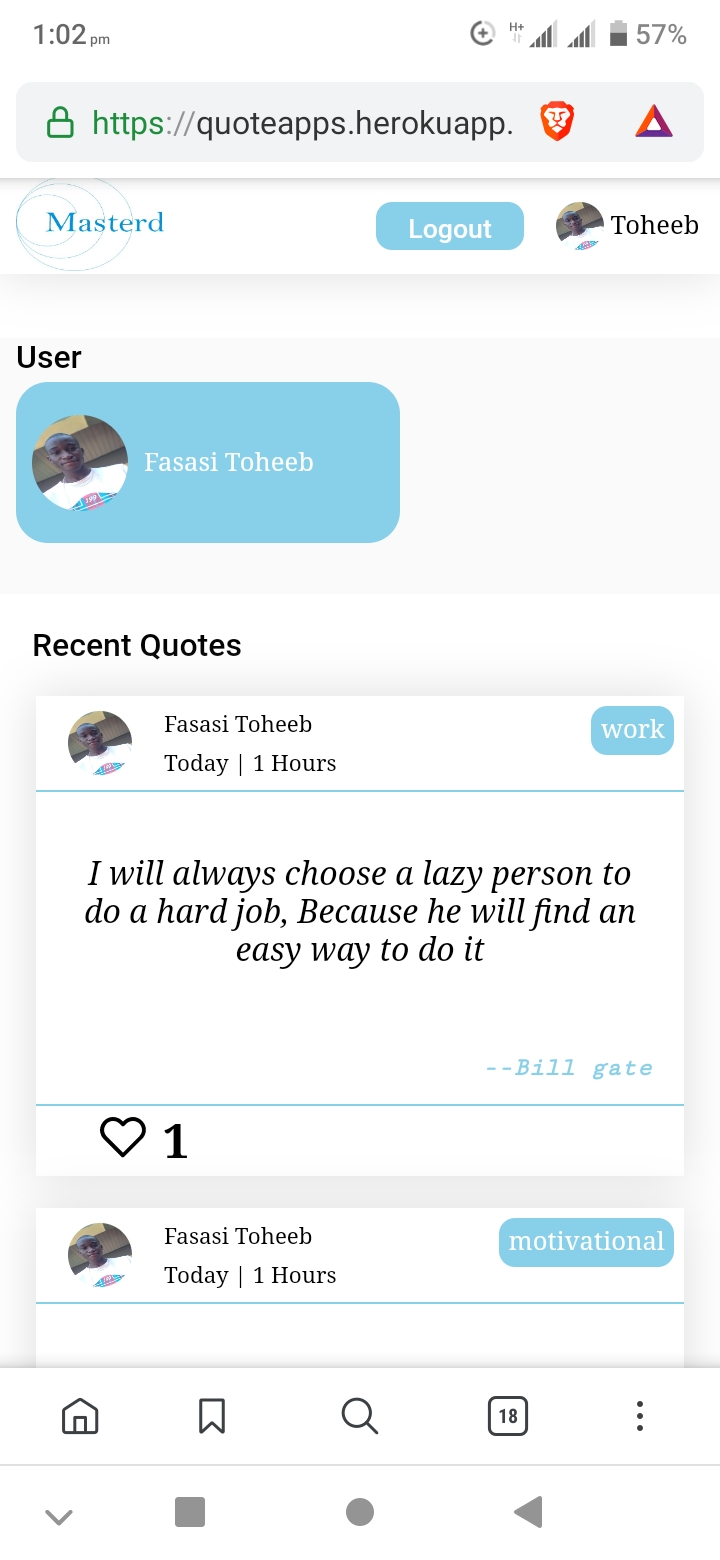 1:02 pm H+ 57%
https://quoteapps.herokuapp.
Masterd Logout Toheeb
User
Fasasi Toheeb
Recent Quotes
Fasasi Toheeb work
Today | 1 Hours
I will always choose a lazy person to
do a hard job, Because he will find an
easy way to do it
--Bill gate
1
Fasasi Toheeb motivational
Today | 1 Hours
18